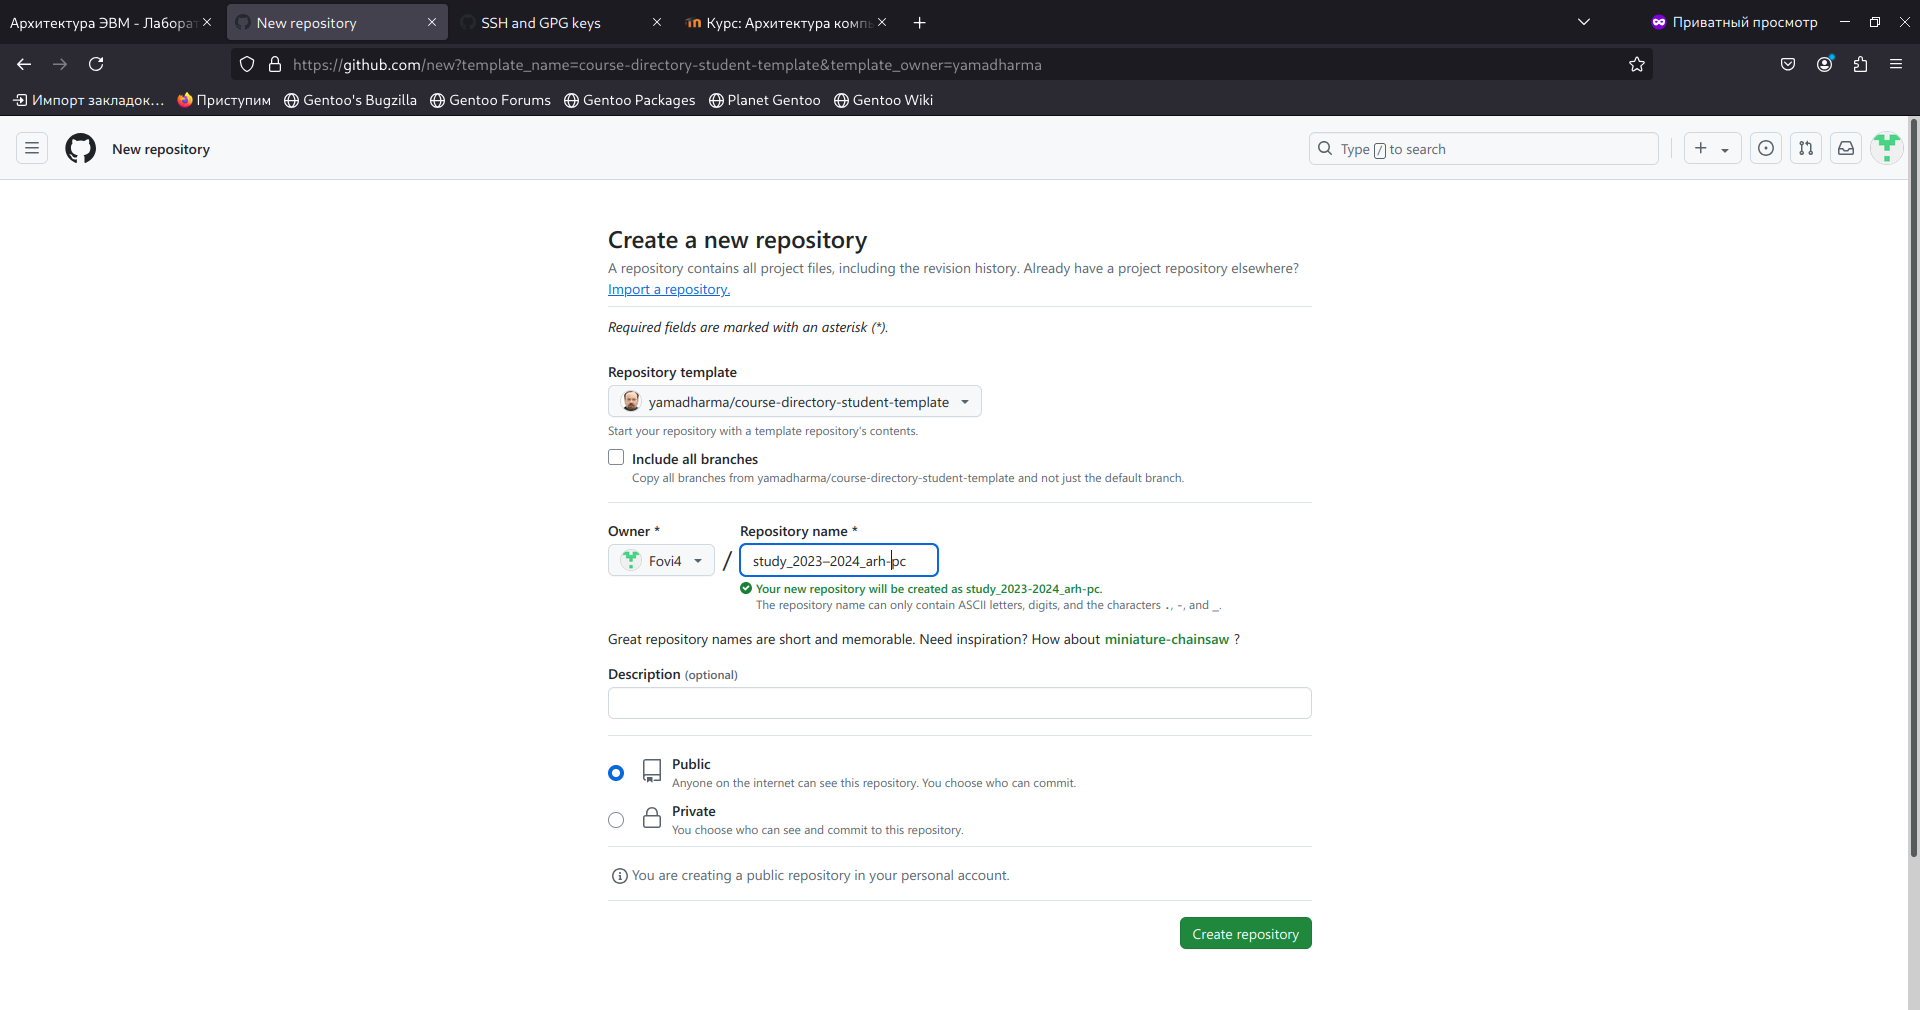 Архитектура ЭВМ - Лабора
New repository
SSH and GPG keys
Курс: Архитектура комп
Приватный просмотр
https://github.com/new?template_name=course-directory-student-template&template_owner=yamadharma
Импорт закладок...
Приступим
Gentoo's Bugzilla
Gentoo Forums
Gentoo Packages
Planet Gentoo
Gentoo Wiki
New repository
Type / to search
Create a new repository
A repository contains all project files, including the revision history. Already have a project repository elsewhere?
Import a repository.
Required fields are marked with an asterisk (*).
Repository template
yamadharma/course-directory-student-template
Start your repository with a template repository's contents.
Include all branches
Copy all branches from yamadharma/course-directory-student-template and not just the default branch.
Owner *
Repository name *
Fovi4
/
study_2023–2024_arh-pc
Your new repository will be created as study_2023-2024_arh-pc.
The repository name can only contain ASCII letters, digits, and the characters ., -, and _.
Great repository names are short and memorable. Need inspiration? How about miniature-chainsaw ?
Description (optional)
Public
Anyone on the internet can see this repository. You choose who can commit.
Private
You choose who can see and commit to this repository.
You are creating a public repository in your personal account.
Create repository